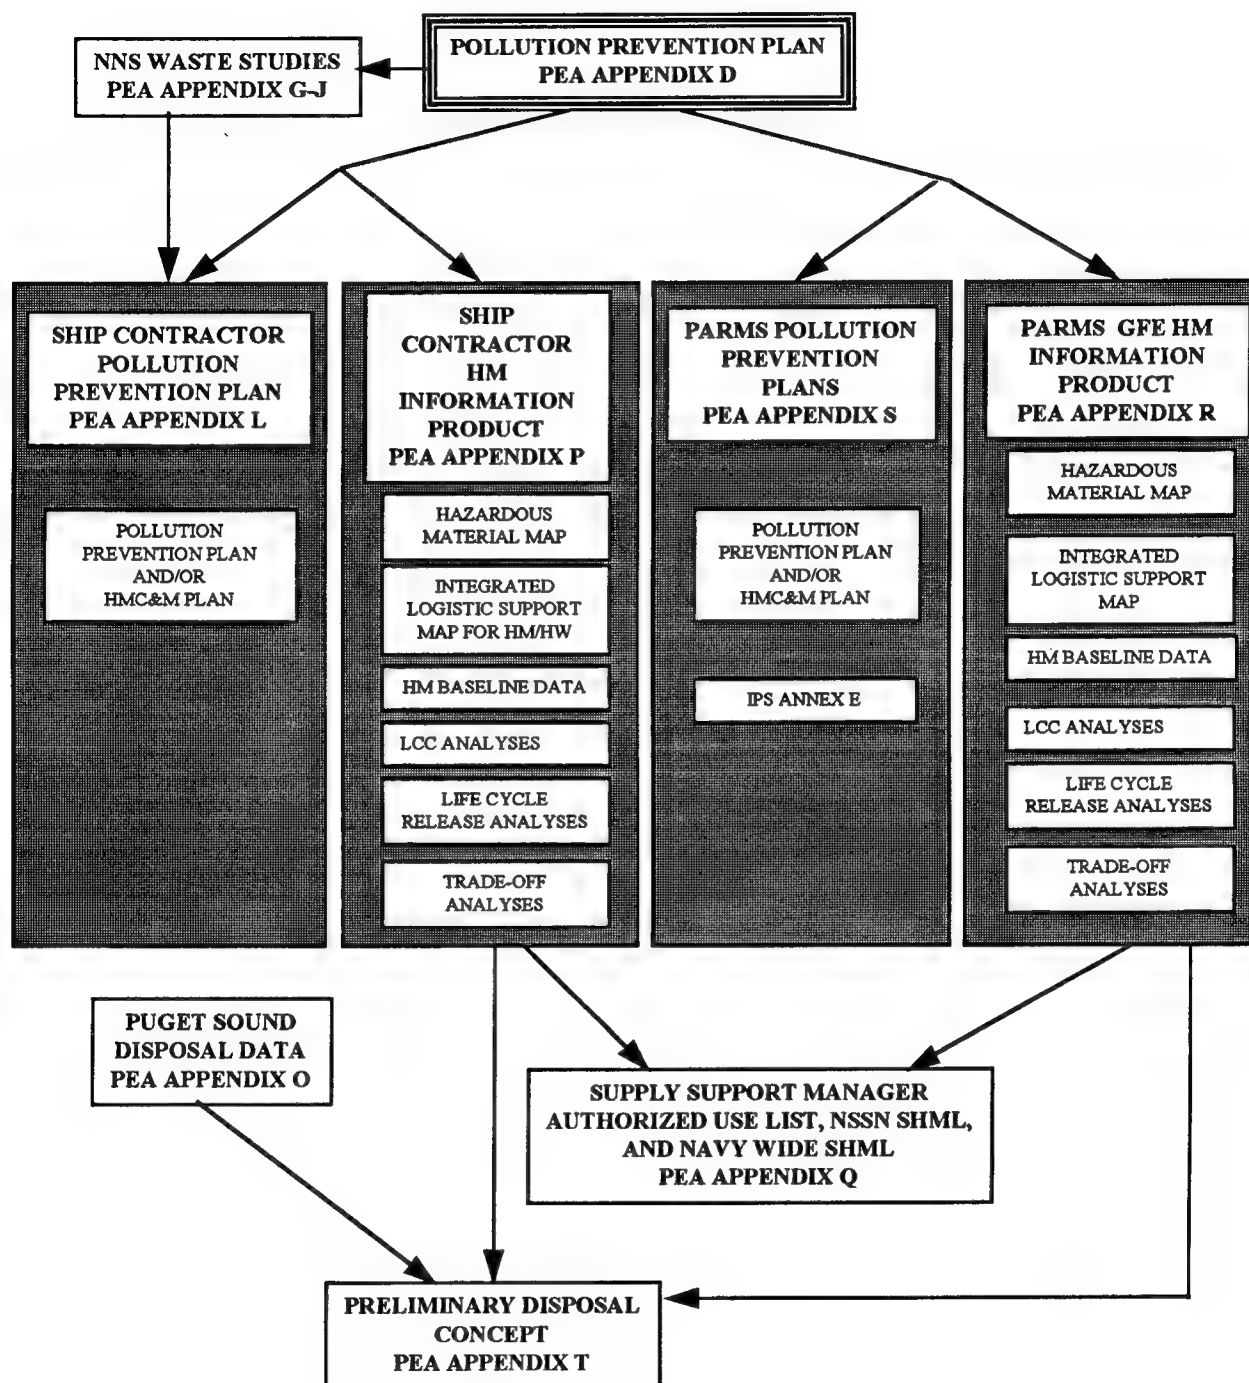 POLLUTION PREVENTION PLAN
PEA APPENDIX D
NNS WASTE STUDIES
PEA APPENDIX G-J
SHIP CONTRACTOR
POLLUTION
PREVENTION PLAN
PEA APPENDIX L
POLLUTION
PREVENTION PLAN
AND/OR
HMC&M PLAN
SHIP
CONTRACTOR
HM
INFORMATION
PRODUCT
PEA APPENDIX P
HAZARDOUS
MATERIAL MAP
INTEGRATED
LOGISTIC SUPPORT
MAP FOR HM/HW
HM BASELINE DATA
LCC ANALYSES
LIFE CYCLE
RELEASE ANALYSES
TRADE-OFF
ANALYSES
PARMS POLLUTION
PREVENTION
PLANS
PEA APPENDIX S
POLLUTION
PREVENTION PLAN
AND/OR
HMC&M PLAN
IPS ANNEX E
PARMS GFE HM
INFORMATION
PRODUCT
PEA APPENDIX R
HAZARDOUS
MATERIAL MAP
INTEGRATED
LOGISTIC SUPPORT
MAP
HM BASELINE DATA
LCC ANALYSES
LIFE CYCLE
RELEASE ANALYSES
TRADE-OFF
ANALYSES
PUGET SOUND
DISPOSAL DATA
PEA APPENDIX O
SUPPLY SUPPORT MANAGER
AUTHORIZED USE LIST, NSSN SHML,
AND NAVY WIDE SHML
PEA APPENDIX Q
PRELIMINARY DISPOSAL
CONCEPT
PEA APPENDIX T